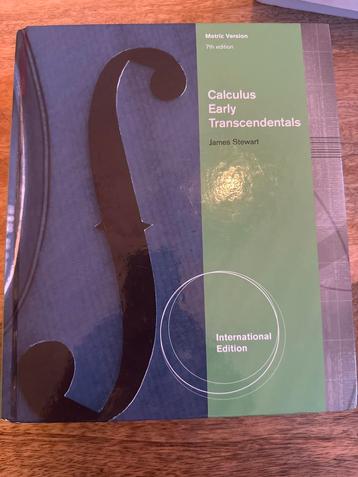 Metric Version
7th edition
Calculus
Early
Transcendentals
James Stewart
International
Edition